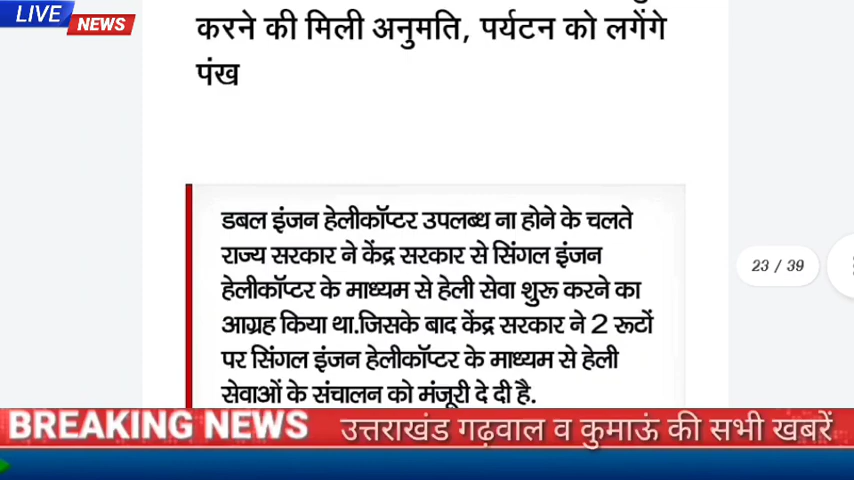 LIVE
NEWS
करने की मिली अनुमति, पर्यटन को लगेंगे
पंख
डबल इंजन हेलीकॉप्टर उपलब्ध ना होने के चलते
राज्य सरकार ने केंद्र सरकार से सिंगल इंजन
हेलीकॉप्टर के माध्यम से हेली सेवा शुरू करने का
आग्रह किया था.जिसके बाद केंद्र सरकार ने 2 रूटों
पर सिंगल इंजन हेलीकॉप्टर के माध्यम से हेली
सेवाओं के संचालन को मंजूरी दे दी है.
23 / 39
BREAKING NEWS
उत्तराखंड गढ़वाल व कुमाऊं की सभी खबरें